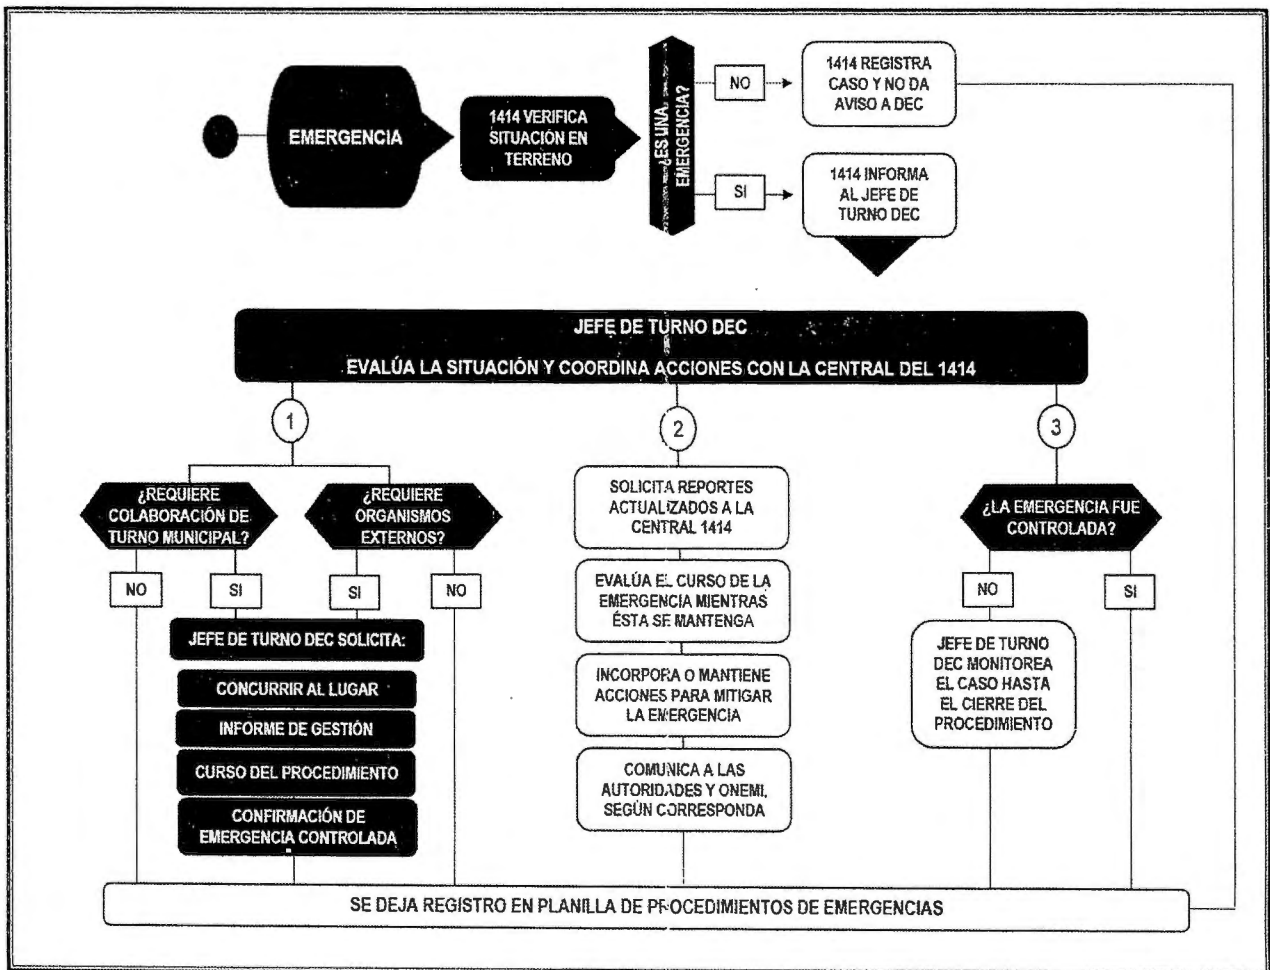 EMERGENCIA
1414 VERIFICA
SITUACIÓN EN
TERRENO
¿ES UNA
EMERGENCIA?
NO
1414 REGISTRA
CASO Y NO DA
AVISO A DEC
SI
1414 INFORMA
AL JEFE DE
TURNO DEC
JEFE DE TURNO DEC
EVALÚA LA SITUACIÓN Y COORDINA ACCIONES CON LA CENTRAL DEL 1414
1
¿REQUIERE
COLABORACIÓN DE
TURNO MUNICIPAL?
¿REQUIERE
ORGANISMOS
EXTERNOS?
NO
SI
SI
NO
JEFE DE TURNO DEC SOLICITA:
CONCURRIR AL LUGAR
INFORME DE GESTIÓN
CURSO DEL PROCEDIMIENTO
CONFIRMACIÓN DE
EMERGENCIA CONTROLADA
2
SOLICITA REPORTES
ACTUALIZADOS A LA
CENTRAL 1414
EVALÚA EL CURSO DE LA
EMERGENCIA MIENTRAS
ÉSTA SE MANTENGA
INCORPORA O MANTIENE
ACCIONES PARA MITIGAR
LA EMERGENCIA
COMUNICA A LAS
AUTORIDADES Y ONEMI,
SEGÚN CORRESPONDA
3
¿LA EMERGENCIA FUE
CONTROLADA?
NO
SI
JEFE DE TURNO
DEC MONITOREA
EL CASO HASTA
EL CIERRE DEL
PROCEDIMIENTO
SE DEJA REGISTRO EN PLANILLA DE PROCEDIMIENTOS DE EMERGENCIAS